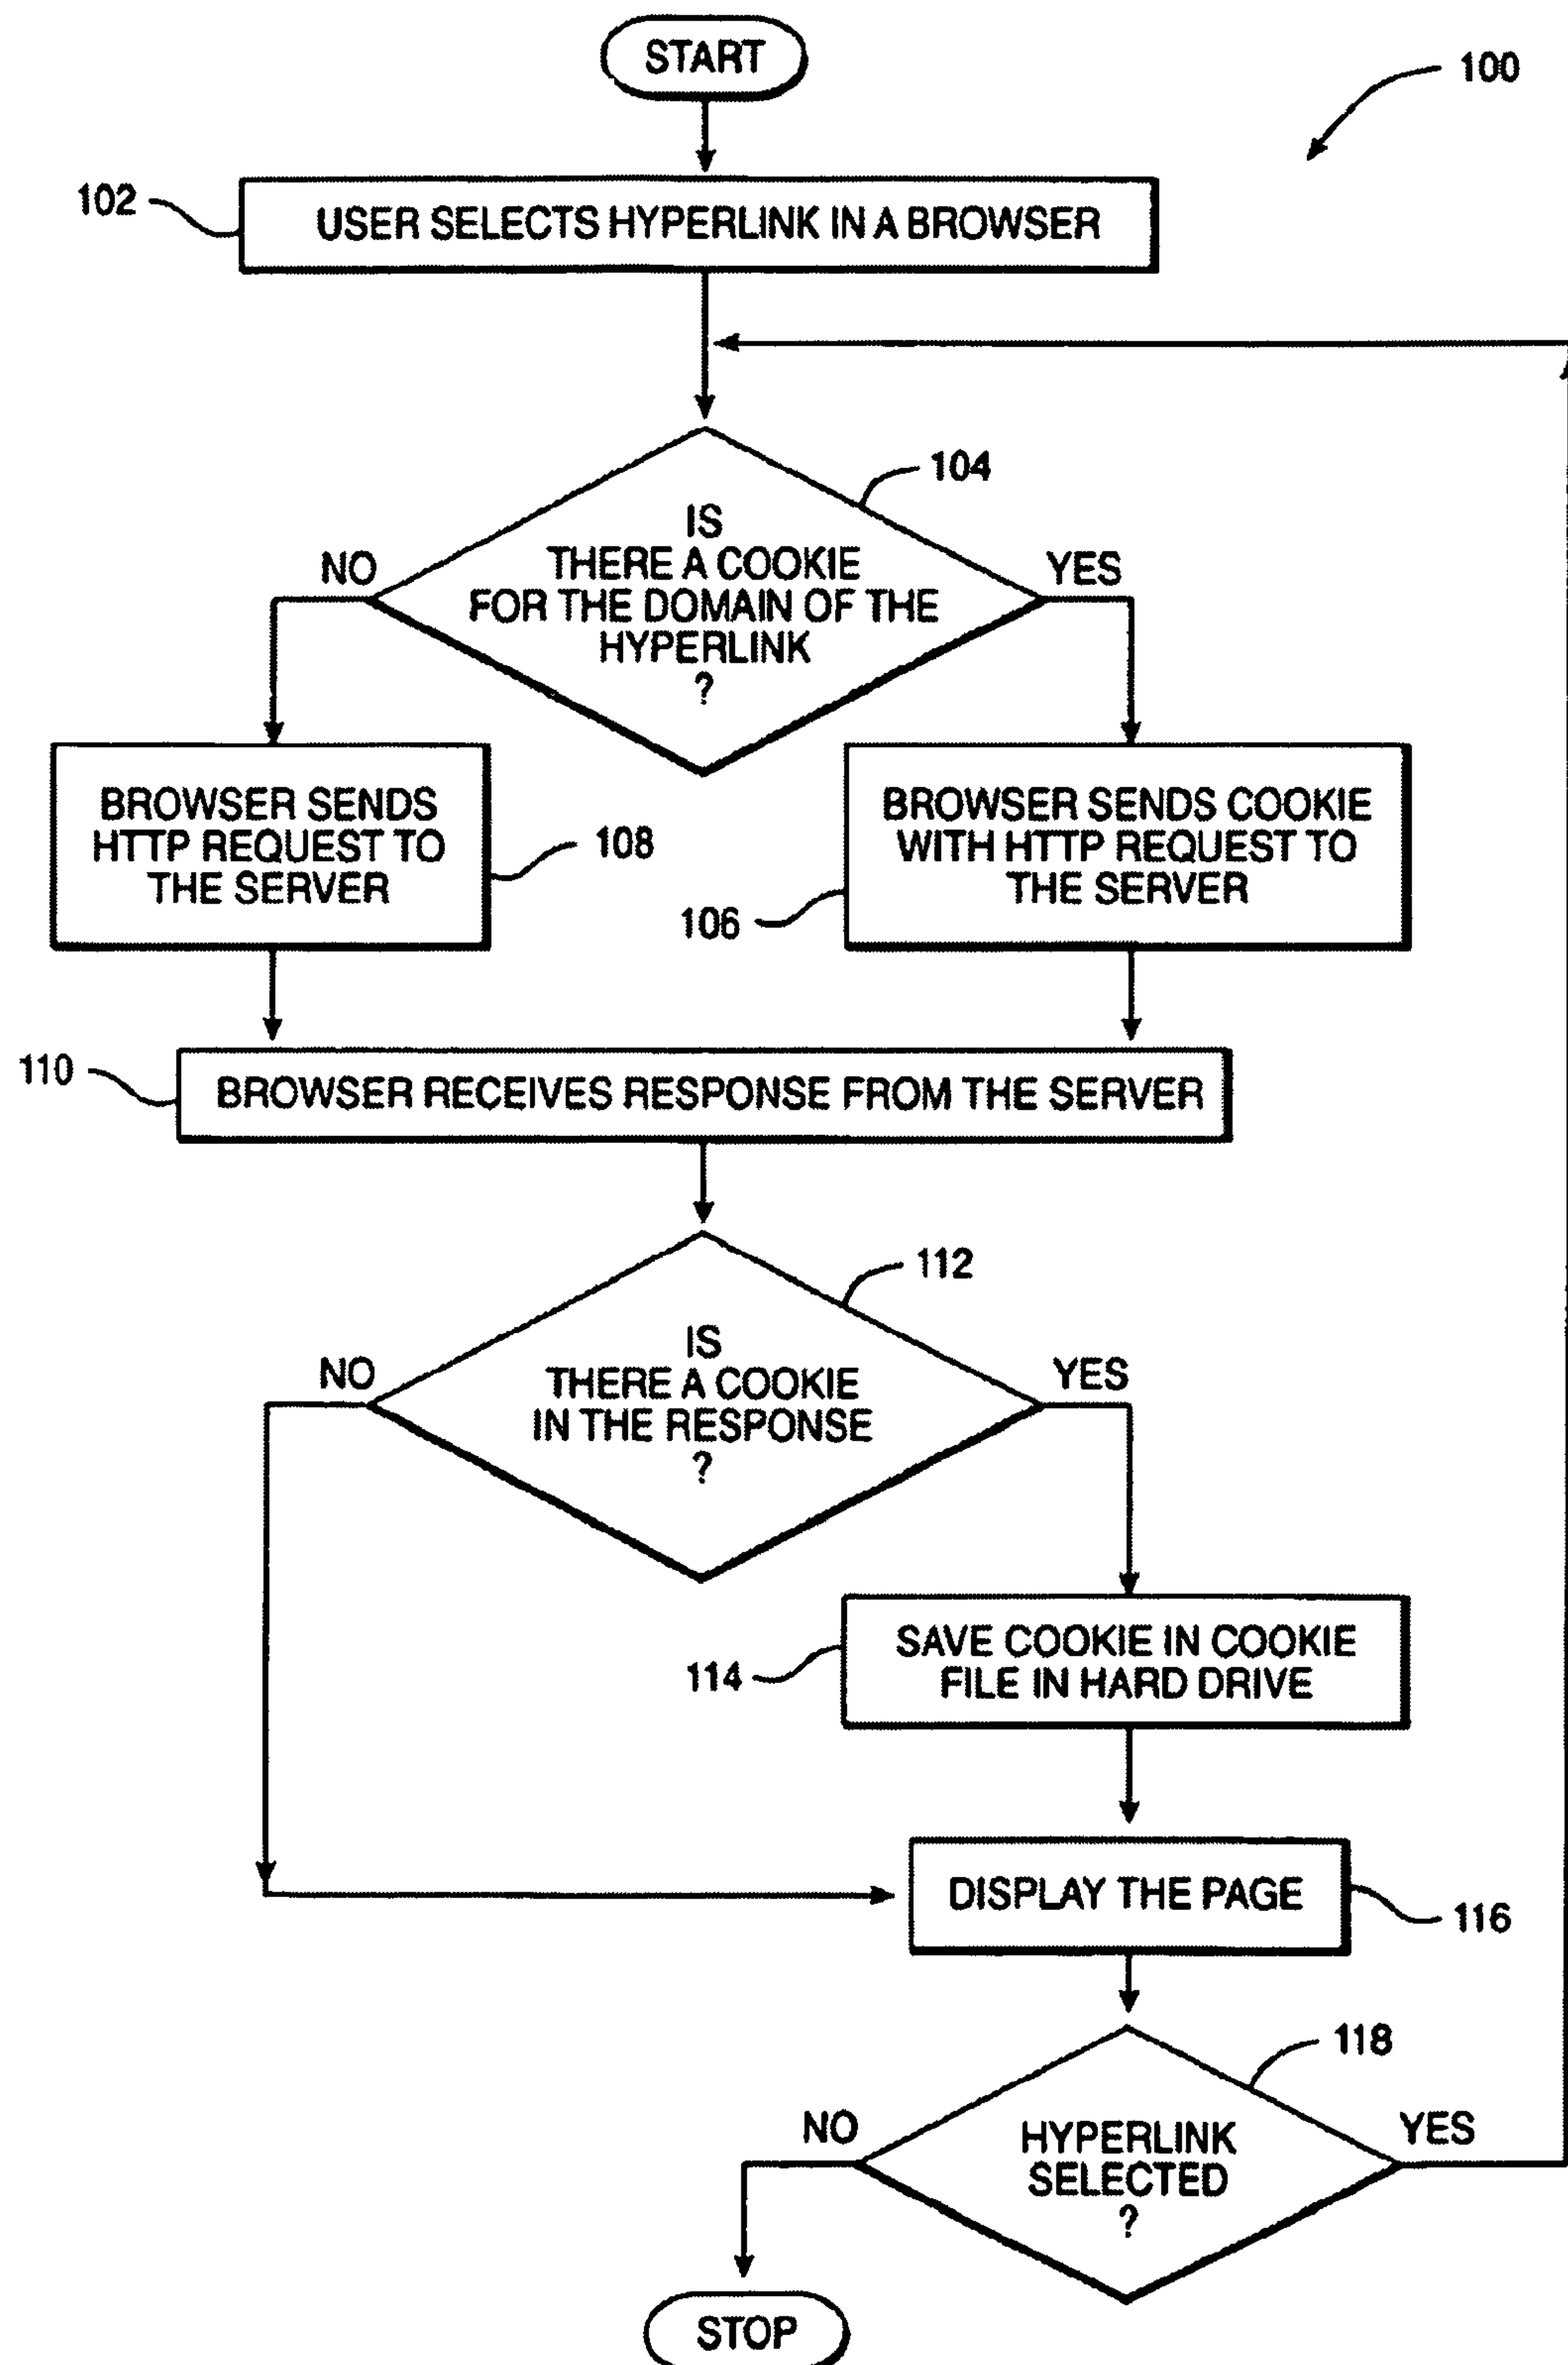 START
100
102
USER SELECTS HYPERLINK IN A BROWSER
104
IS
THERE A COOKIE
FOR THE DOMAIN OF THE
HYPERLINK
?
NO
YES
BROWSER SENDS
HTTP REQUEST TO
THE SERVER
108
BROWSER SENDS COOKIE
WITH HTTP REQUEST TO
THE SERVER
106
110
BROWSER RECEIVES RESPONSE FROM THE SERVER
112
IS
THERE A COOKIE
IN THE RESPONSE
?
NO
YES
SAVE COOKIE IN COOKIE
FILE IN HARD DRIVE
114
DISPLAY THE PAGE
116
118
HYPERLINK
SELECTED
?
NO
YES
STOP